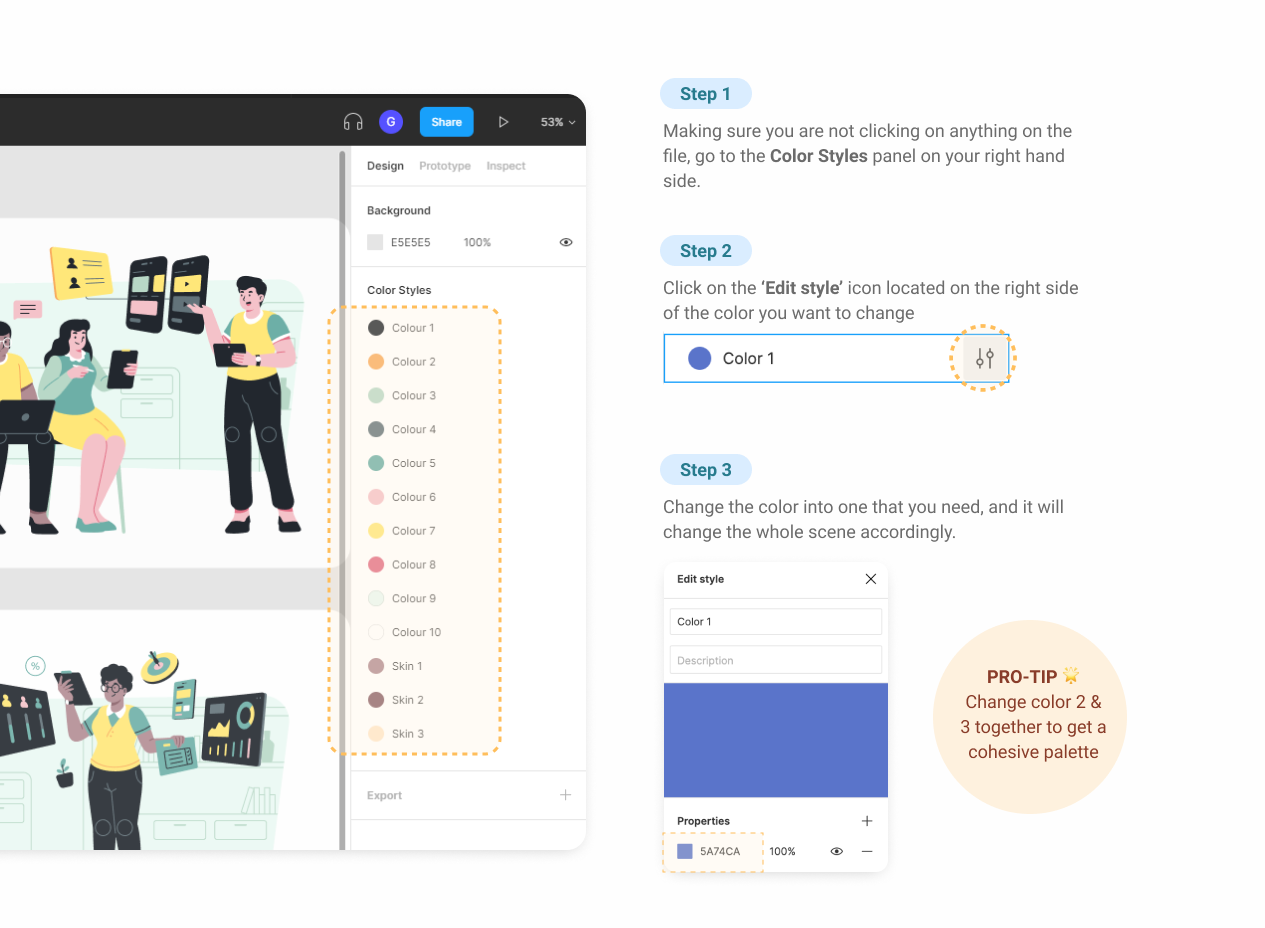 G
Share
53%
Design Prototype Inspect
Background
E5E5E5 100%
Color Styles
Colour 1
Colour 2
Colour 3
Colour 4
Colour 5
Colour 6
Colour 7
Colour 8
Colour 9
Colour 10
Skin 1
Skin 2
Skin 3
Export
%
Step 1
Making sure you are not clicking on anything on the
file, go to the Color Styles panel on your right hand
side.
Step 2
Click on the ‘Edit style’ icon located on the right side
of the color you want to change
Color 1
Step 3
Change the color into one that you need, and it will
change the whole scene accordingly.
Edit style
Color 1
Description
Properties
5A74CA 100%
PRO-TIP 🌟
Change color 2 &
3 together to get a
cohesive palette